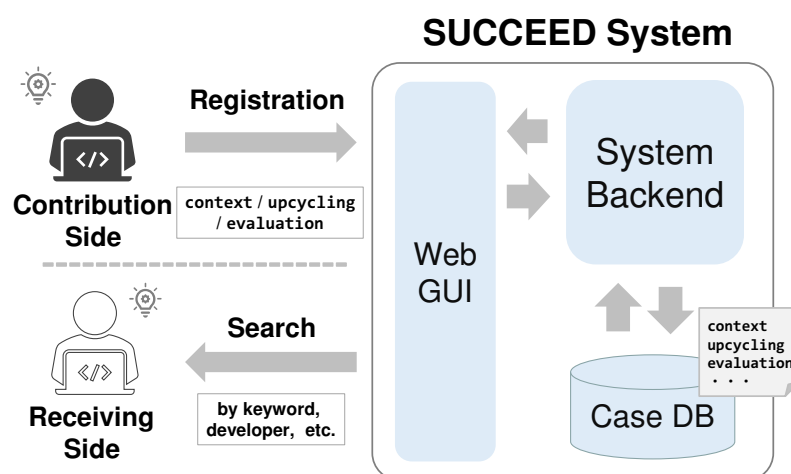 SUCCEED System
Registration
</>
Contribution
Side
context / upcycling
/ evaluation
Web
GUI
System
Backend
Search
</>
Receiving
Side
by keyword,
developer, etc.
context
upcycling
evaluation
· · ·
Case DB